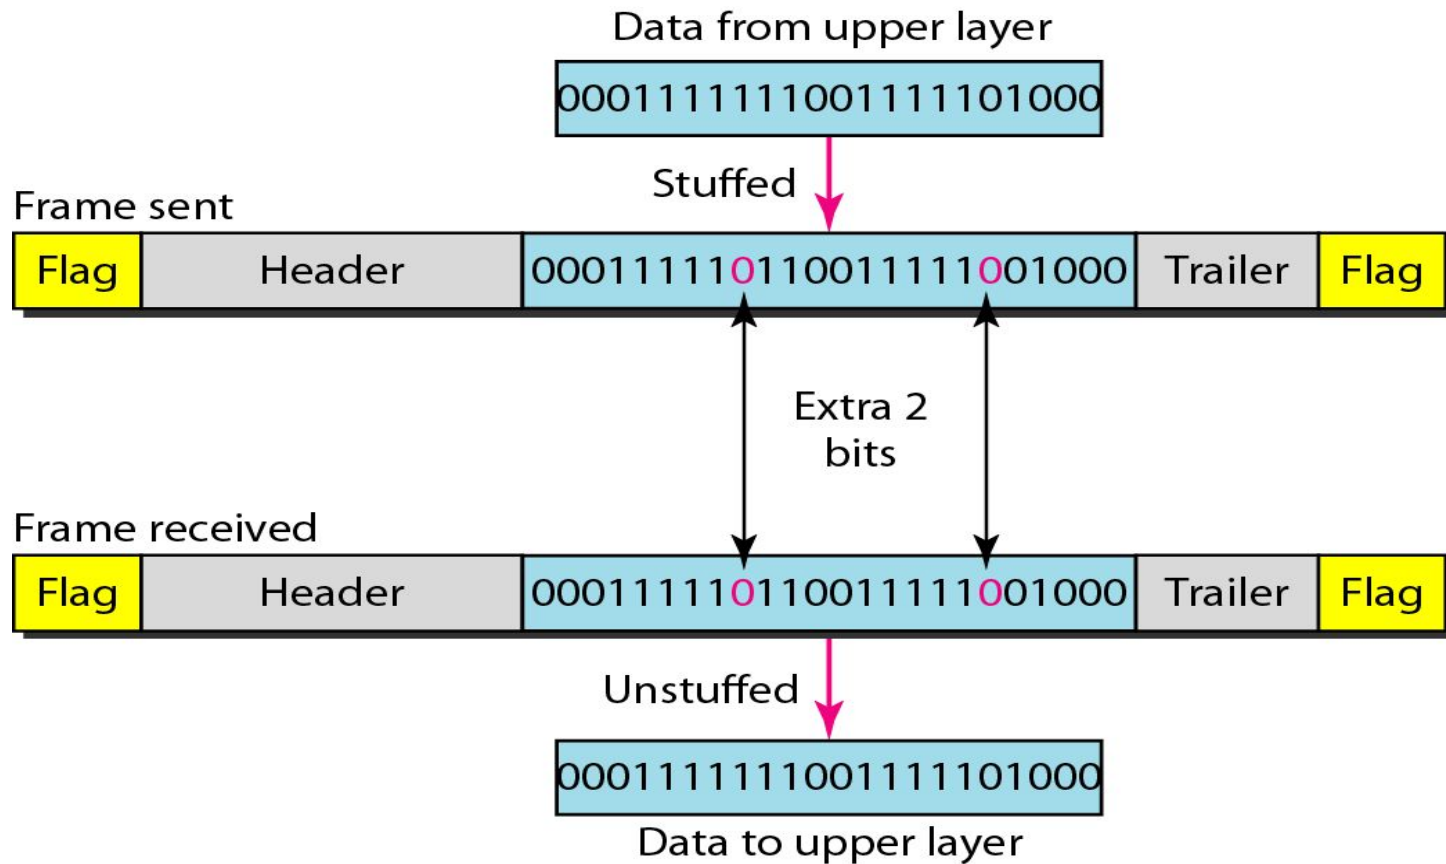 Data from upper layer
0001111111001111101000
Stuffed
Frame sent
Flag Header 000111110110011111001000 Trailer Flag
Extra 2
bits
Frame received
Flag Header 000111110110011111001000 Trailer Flag
Unstuffed
0001111111001111101000
Data to upper layer